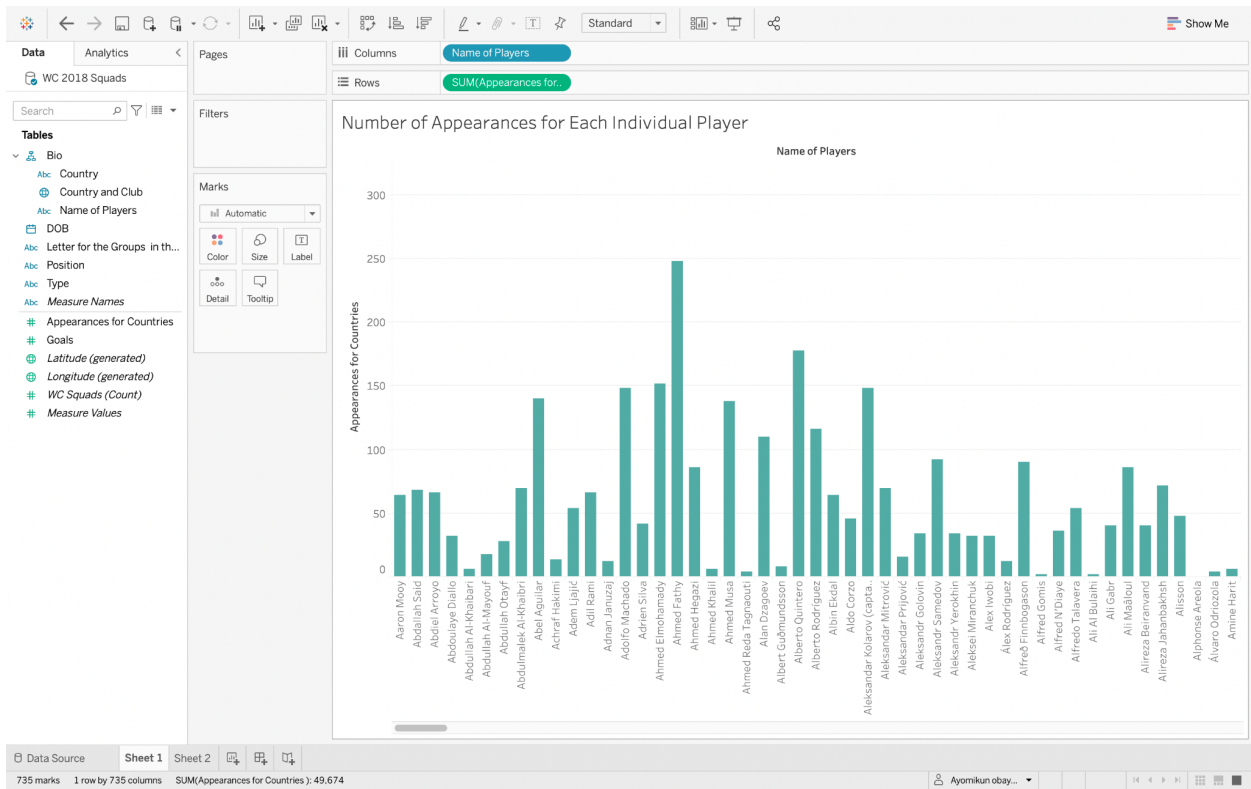 Standard
Show Me
Data
Analytics
WC 2018 Squads
Search
Tables
Bio
Abc Country
Country and Club
Abc Name of Players
DOB
Abc Letter for the Groups in th...
Abc Position
Abc Type
Abc Measure Names
# Appearances for Countries
# Goals
Latitude (generated)
Longitude (generated)
# WC Squads (Count)
# Measure Values
Pages
Filters
Marks
Automatic
Color
Size
T
Label
Detail
Tooltip
Columns
Name of Players
Rows
SUM(Appearances for..
Number of Appearances for Each Individual Player
Name of Players
Appearances for Countries
300
250
200
150
100
50
0
Aaron Mooy
Abdallah Said
Abdiel Arroyo
Abdoulaye Diallo
Abdullah Al-Khaibari
Abdullah Al-Mayouf
Abdullah Otayf
Abdulmalek Al-Khaibri
Abel Aguilar
Achraf Hakimi
Adem Ljajić
Adil Rami
Adnan Januzaj
Adolfo Machado
Adrien Silva
Ahmed Elmohamady
Ahmed Fathy
Ahmed Hegazi
Ahmed Khalil
Ahmed Musa
Ahmed Reda Tagnaouti
Alan Dzagoev
Albert Guðmundsson
Alberto Quintero
Alberto Rodríguez
Albin Ekdal
Aldo Corzo
Aleksandar Kolarov (capta..
Aleksandar Mitrović
Aleksandar Prijović
Aleksandr Golovin
Aleksandr Samedov
Aleksandr Yerokhin
Aleksei Miranchuk
Alex Iwobi
Álex Rodríguez
Alfreð Finnbogason
Alfred Gomis
Alfred N'Diaye
Alfredo Talavera
Ali Al Bulaihi
Ali Gabr
Ali Maâloul
Alireza Beiranvand
Alireza Jahanbakhsh
Alisson
Alphonse Areola
Álvaro Odriozola
Amine Harit
Data Source
Sheet 1
Sheet 2
735 marks
1 row by 735 columns
SUM(Appearances for Countries ): 49,674
Ayomikun obay...